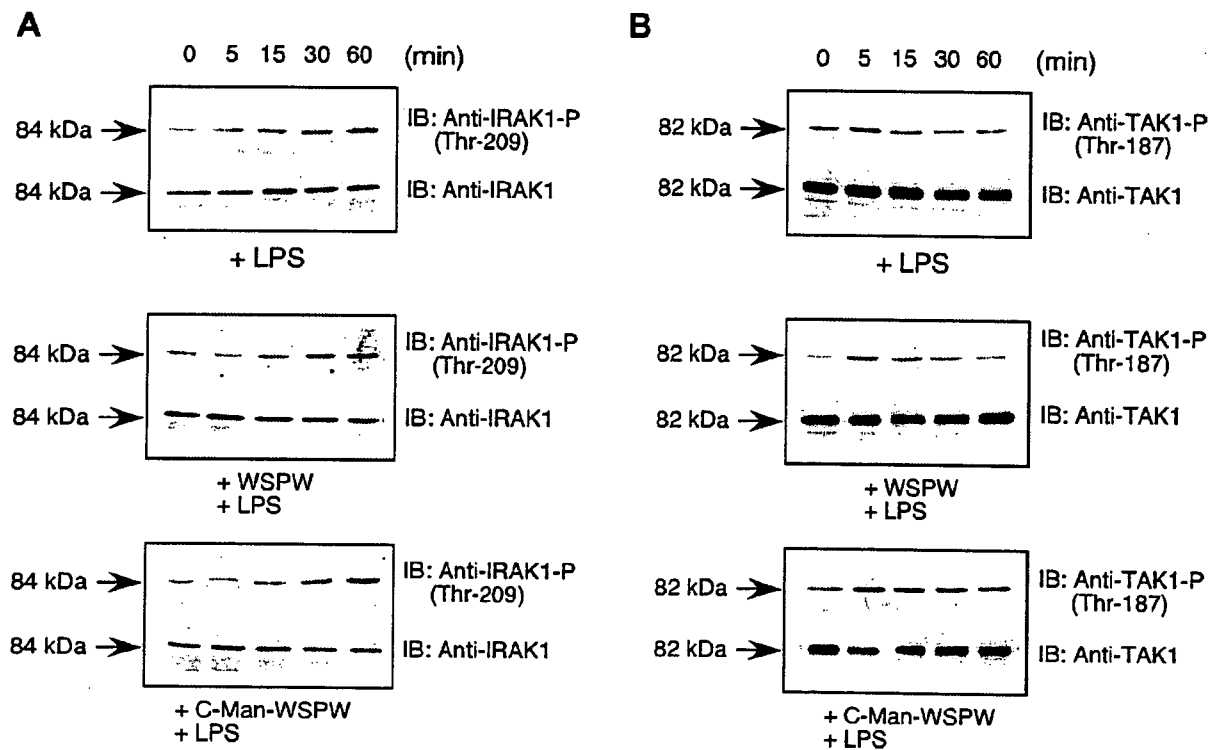 A
0 5 15 30 60 (min)
84 kDa
IB: Anti-IRAK1-P
(Thr-209)
84 kDa
IB: Anti-IRAK1
+ LPS
84 kDa
IB: Anti-IRAK1-P
(Thr-209)
84 kDa
IB: Anti-IRAK1
+ WSPW
+ LPS
84 kDa
IB: Anti-IRAK1-P
(Thr-209)
84 kDa
IB: Anti-IRAK1
+ C-Man-WSPW
+ LPS
B
0 5 15 30 60 (min)
82 kDa
IB: Anti-TAK1-P
(Thr-187)
82 kDa
IB: Anti-TAK1
+ LPS
82 kDa
IB: Anti-TAK1-P
(Thr-187)
82 kDa
IB: Anti-TAK1
+ WSPW
+ LPS
82 kDa
IB: Anti-TAK1-P
(Thr-187)
82 kDa
IB: Anti-TAK1
+ C-Man-WSPW
+ LPS